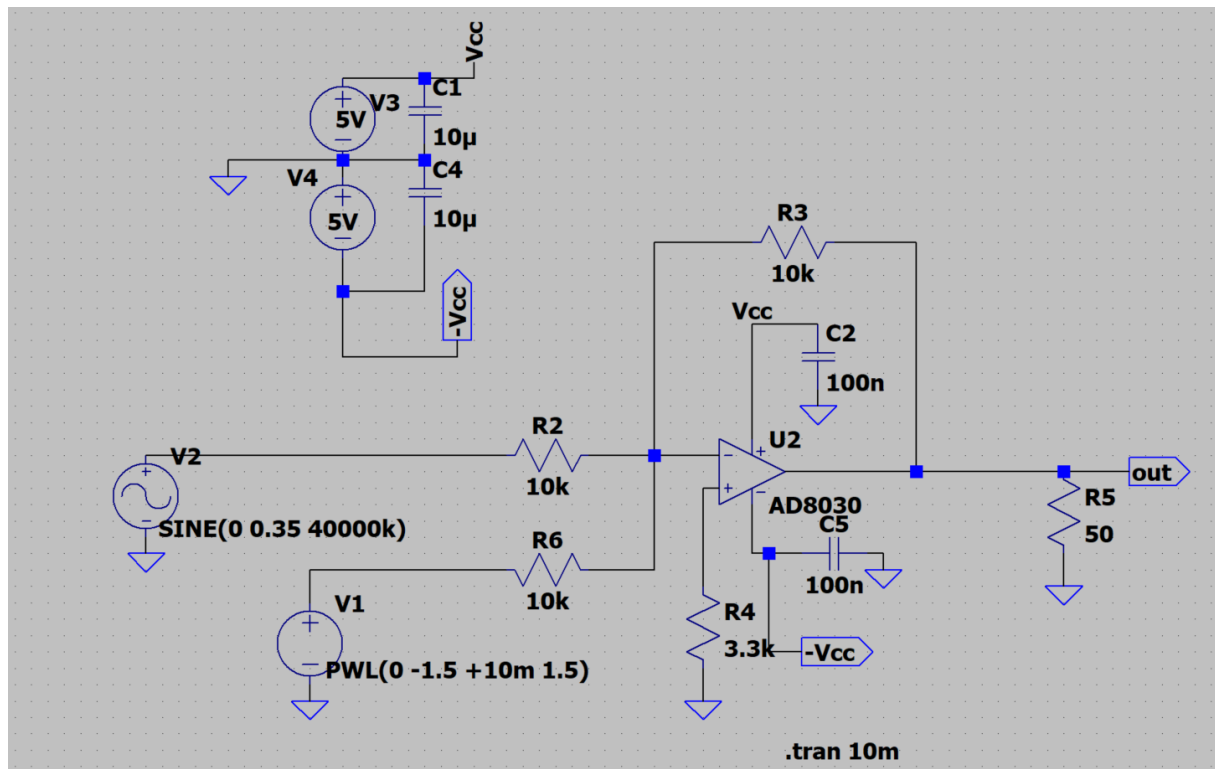 Vcc
C1
V3
5V
10µ
C4
V4
5V
10µ
-Vcc
R3
10k
Vcc
C2
100n
R2
V2
10k
U2
AD8030
SINE(0 0.35 40000k)
out
R5
50
C5
100n
R6
10k
V1
R4
3.3k
-Vcc
PWL(0 -1.5 +10m 1.5)
.tran 10m